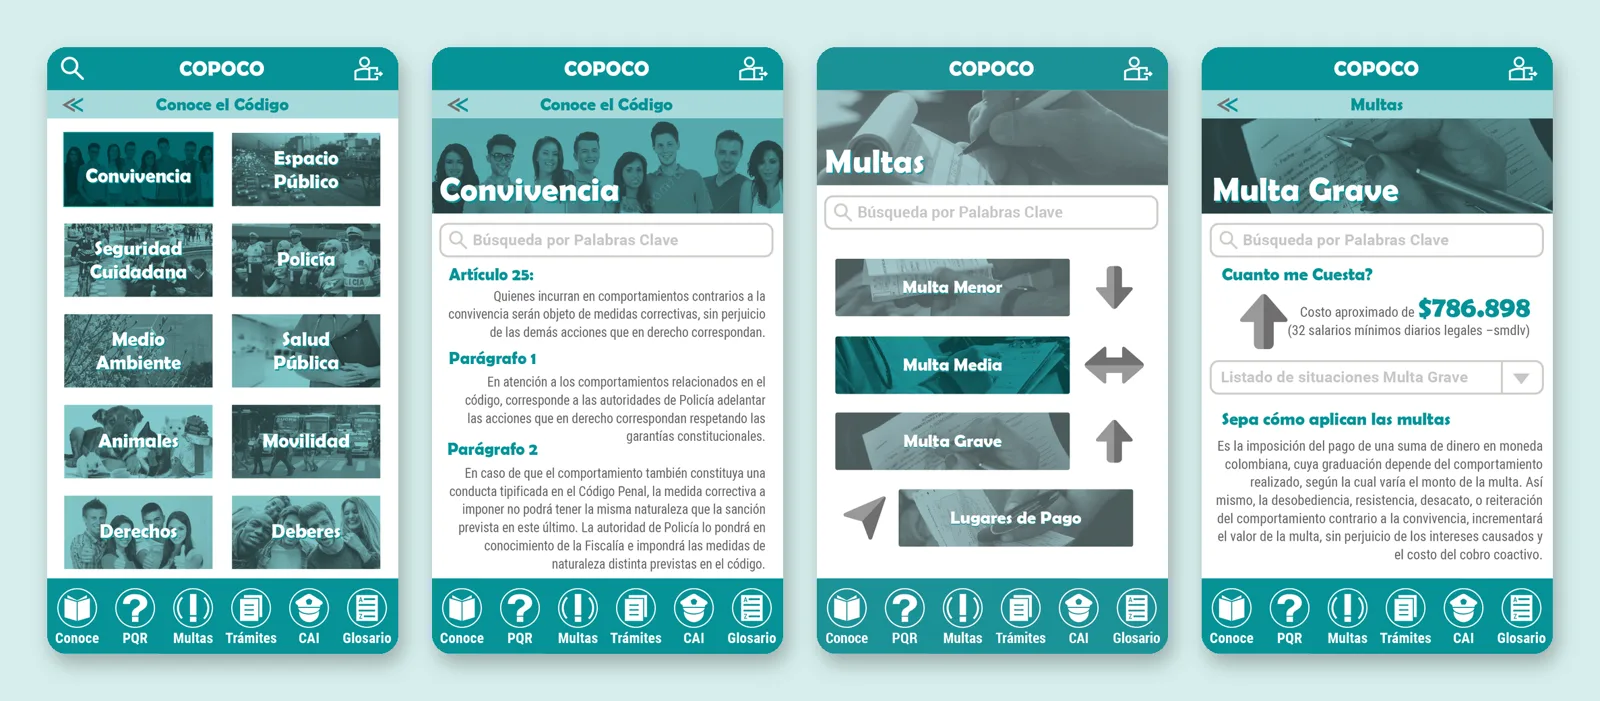 COPOCO
Conoce el Código
Convivencia
Espacio
Público
Seguridad
Cuidadana
Policía
Medio
Ambiente
Salud
Pública
Animales
Movilidad
Derechos
Deberes
Conoce
PQR
Multas
Trámites
CAI
Glosario
COPOCO
Conoce el Código
Convivencia
Búsqueda por Palabras Clave
Artículo 25:
Quienes incurran en comportamientos contrarios a la
convivencia serán objeto de medidas correctivas, sin perjuicio
de las demás acciones que en derecho correspondan.
Parágrafo 1
En atención a los comportamientos relacionados en el
código, corresponde a las autoridades de Policía adelantar
las acciones que en derecho correspondan respetando las
garantías constitucionales.
Parágrafo 2
En caso de que el comportamiento también constituya una
conducta tipificada en el Código Penal, la medida correctiva a
imponer no podrá tener la misma naturaleza que la sanción
prevista en este último. La autoridad de Policía lo pondrá en
conocimiento de la Fiscalía e impondrá las medidas de
naturaleza distinta previstas en el código.
Conoce
PQR
Multas
Trámites
CAI
Glosario
COPOCO
Multas
Búsqueda por Palabras Clave
Multa Menor
Multa Media
Multa Grave
Lugares de Pago
Conoce
PQR
Multas
Trámites
CAI
Glosario
COPOCO
Multas
Multa Grave
Búsqueda por Palabras Clave
Cuanto me Cuesta?
Costo aproximado de $786.898
(32 salarios mínimos diarios legales –smdlv)
Listado de situaciones Multa Grave
Sepa cómo aplican las multas
Es la imposición del pago de una suma de dinero en moneda
colombiana, cuya graduación depende del comportamiento
realizado, según la cual varía el monto de la multa. Así
mismo, la desobediencia, resistencia, desacato, o reiteración
del comportamiento contrario a la convivencia, incrementará
el valor de la multa, sin perjuicio de los intereses causados y
el costo del cobro coactivo.
Conoce
PQR
Multas
Trámites
CAI
Glosario